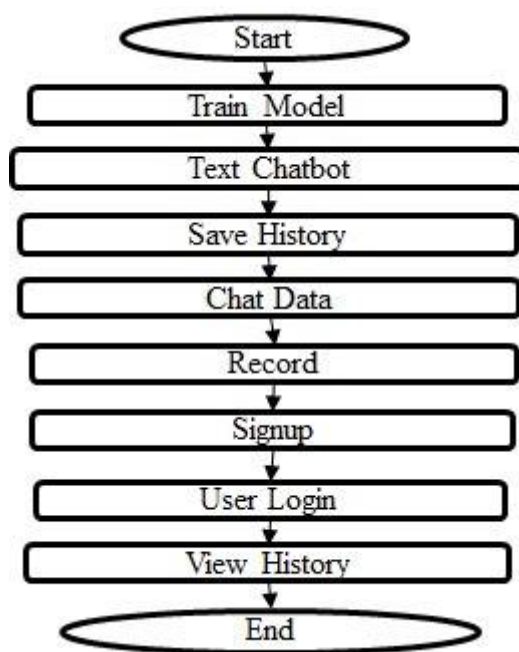 Start
Train Model
Text Chatbot
Save History
Chat Data
Record
Signup
User Login
View History
End